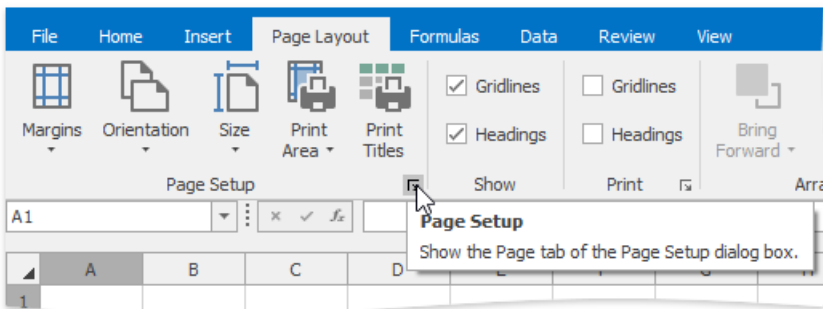 File Home Insert Page Layout Formulas Data Review View
Gridlines Gridlines
Margins Orientation Size Print Area Print Titles Headings Headings Bring Forward
Page Setup Show Print Arra
A1 fx
Page Setup
Show the Page tab of the Page Setup dialog box.
A B C D
1